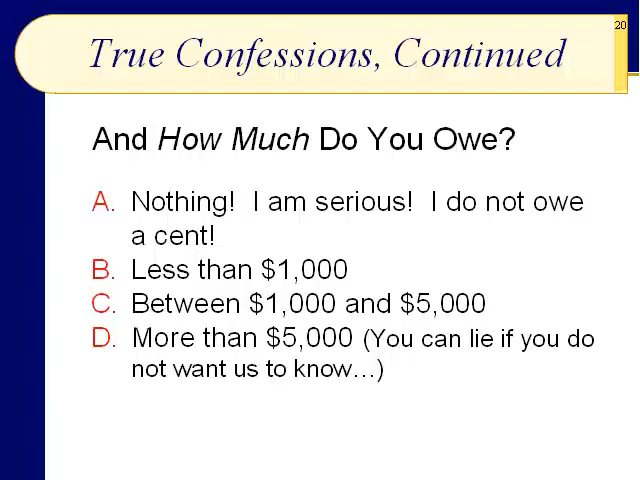 20
True Confessions, Continued
And How Much Do You Owe?
A. Nothing! I am serious! I do not owe
a cent!
B. Less than $1,000
C. Between $1,000 and $5,000
D. More than $5,000 (You can lie if you do
not want us to know…)